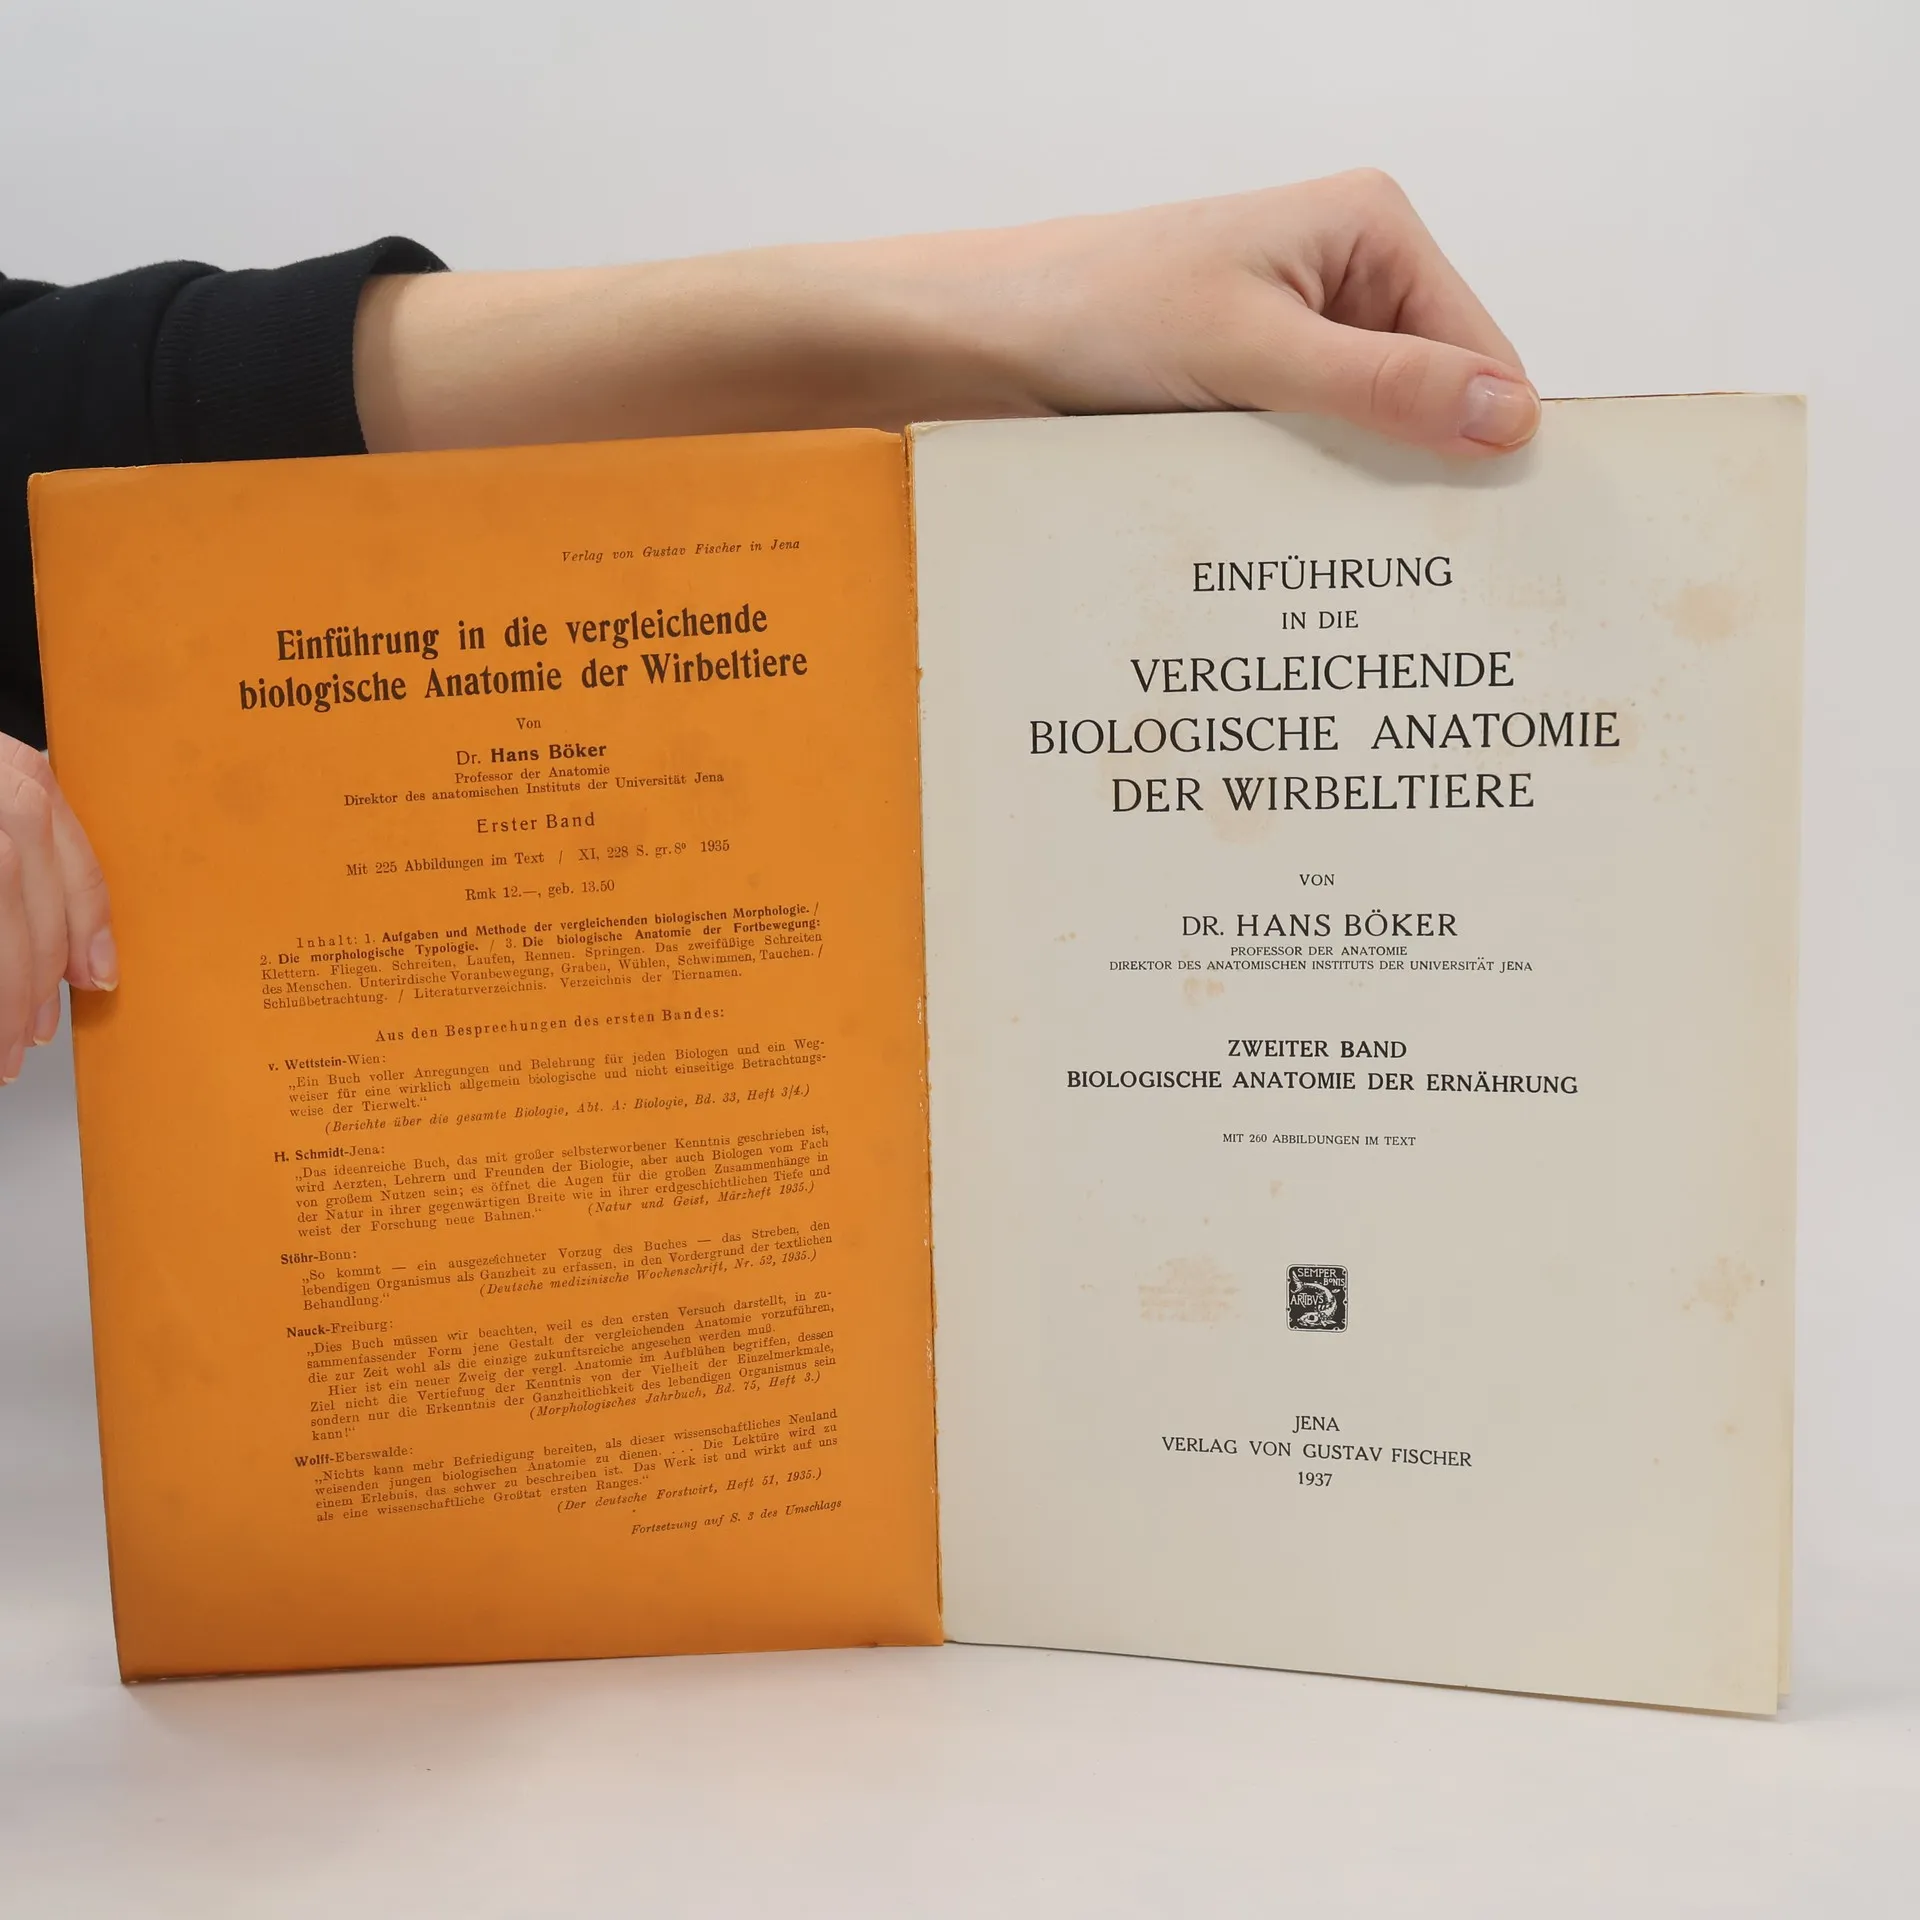 Verlag von Gustav Fischer in Jena
Einführung in die vergleichende
biologische Anatomie der Wirbeltiere
Von
Dr. Hans Böker
Professor der Anatomie
Direktor des anatomischen Instituts der Universität Jena
Erster Band
Mit 225 Abbildungen im Text / XI, 228 S. gr. 8° 1935
Rmk 12.—, geb. 13.50
Inhalt: 1. Aufgaben und Methode der vergleichenden biologischen Morphologie. /
2. Die morphologische Typologie. / 3. Die biologische Anatomie der Fortbewegung:
Klettern. Fliegen. Schreiten, Laufen, Rennen. Springen. Das zweifüßige Schreiten
des Menschen. Unterirdische Voranbewegung, Graben, Wühlen, Schwimmen, Tauchen. /
Schlußbetrachtung. / Literaturverzeichnis. Verzeichnis der Tiernamen.
Aus den Besprechungen des ersten Bandes:
v. Wettstein-Wien:
„Ein Buch voller Anregungen und Belehrung für jeden Biologen und ein Weg-
weiser für eine wirklich allgemein biologische und nicht einseitige Betrachtungs-
weise der Tierwelt.“
(Berichte über die gesamte Biologie, Abt. A: Biologie, Bd. 33, Heft 3/4.)
H. Schmidt-Jena:
„Das ideenreiche Buch, das mit großer selbsterworbener Kenntnis geschrieben ist,
wird Aerzten, Lehrern und Freunden der Biologie, aber auch Biologen vom Fach
von großem Nutzen sein; es öffnet die Augen für die großen Zusammenhänge in
der Natur in ihrer gegenwärtigen Breite wie in ihrer erdgeschichtlichen Tiefe und
weist der Forschung neue Bahnen.“ (Natur und Geist, Märzheft 1935.)
Stöhr-Bonn:
„So kommt — ein ausgezeichneter Vorzug des Buches — das Streben, den
lebendigen Organismus als Ganzheit zu erfassen, in den Vordergrund der textlichen
Behandlung.“ (Deutsche medizinische Wochenschrift, Nr. 52, 1935.)
Nauck-Freiburg:
„Dies Buch müssen wir beachten, weil es den ersten Versuch darstellt, in zu-
sammenfassender Form jene Gestalt der vergleichenden Anatomie vorzuführen,
die zur Zeit wohl als die einzige zukunftsreiche angesehen werden muß.
Hier ist ein neuer Zweig der vergl. Anatomie im Aufblühen begriffen, dessen
Ziel nicht die Vertiefung der Kenntnis von der Vielheit der Einzelmerkmale,
sondern nur die Erkenntnis der Ganzheitlichkeit des lebendigen Organismus sein
kann!“ (Morphologisches Jahrbuch, Bd. 75, Heft 3.)
Wolff-Eberswalde:
„Nichts kann mehr Befriedigung bereiten, als dieser wissenschaftliches Neuland
weisenden jungen biologischen Anatomie zu dienen. . . . Die Lektüre wird zu
einem Erlebnis, das schwer zu beschreiben ist. Das Werk ist und wirkt auf uns
als eine wissenschaftliche Großtat ersten Ranges.“
(Der deutsche Forstwirt, Heft 51, 1935.)
Fortsetzung auf S. 3 des Umschlags
EINFÜHRUNG
IN DIE
VERGLEICHENDE
BIOLOGISCHE ANATOMIE
DER WIRBELTIERE
VON
DR. HANS BÖKER
PROFESSOR DER ANATOMIE
DIREKTOR DES ANATOMISCHEN INSTITUTS DER UNIVERSITÄT JENA
ZWEITER BAND
BIOLOGISCHE ANATOMIE DER ERNÄHRUNG
MIT 260 ABBILDUNGEN IM TEXT
SEMPER
BONIS
ARTIBVS
JENA
VERLAG VON GUSTAV FISCHER
1937